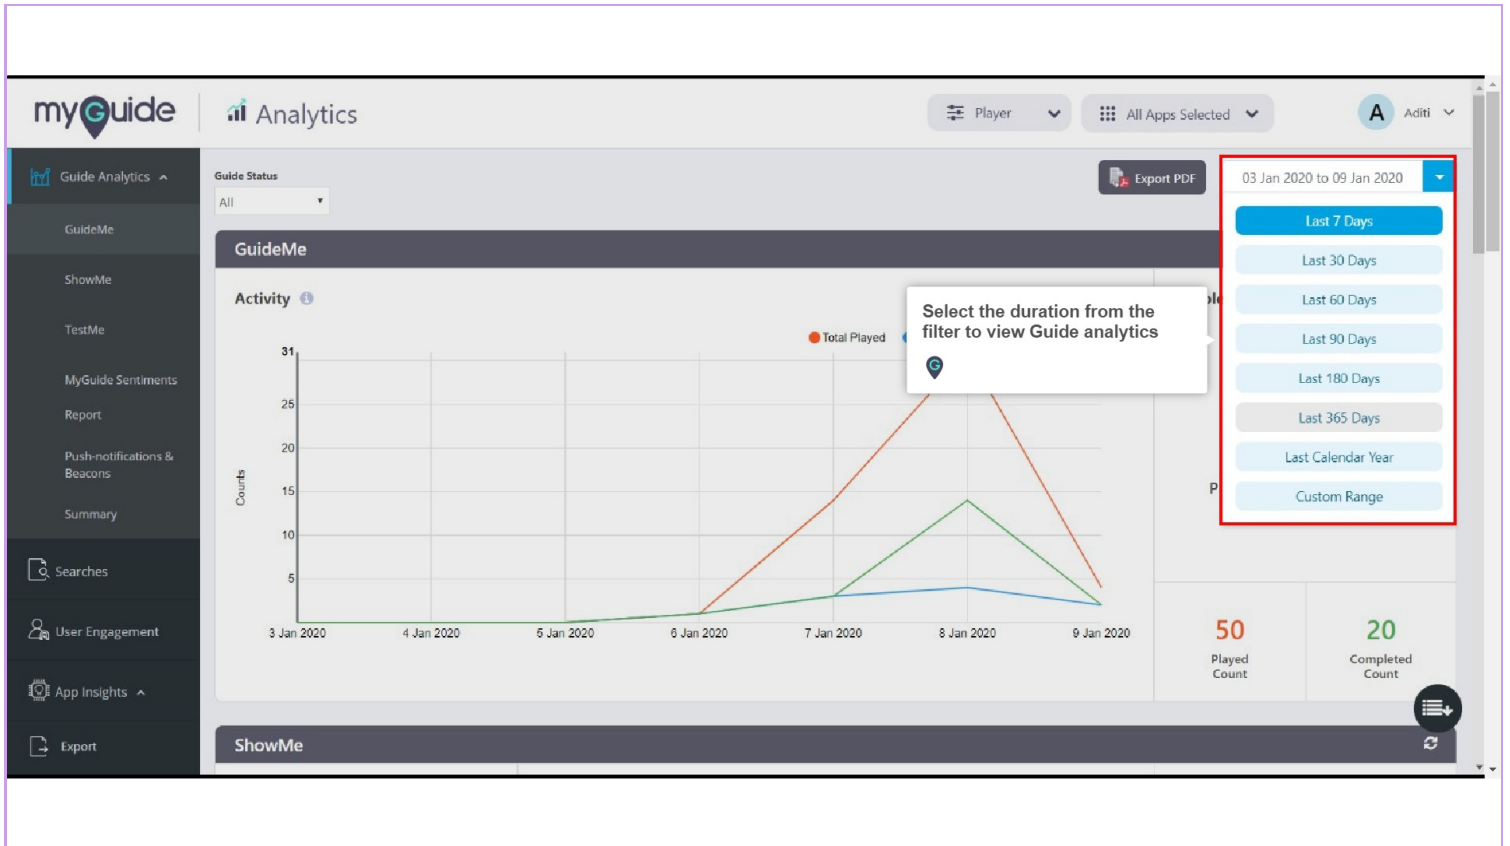 myGuide
Analytics
Player
All Apps Selected
A
Aditi
Guide Analytics
GuideMe
ShowMe
TestMe
MyGuide Sentiments
Report
Push-notifications &
Beacons
Summary
Searches
User Engagement
App Insights
Export
Guide Status
All
Export PDF
03 Jan 2020 to 09 Jan 2020
Last 7 Days
Last 30 Days
Last 60 Days
Last 90 Days
Last 180 Days
Last 365 Days
Last Calendar Year
Custom Range
GuideMe
Activity
Total Played
Select the duration from the
filter to view Guide analytics
G
31
25
20
15
10
5
Counts
3 Jan 2020
4 Jan 2020
5 Jan 2020
6 Jan 2020
7 Jan 2020
8 Jan 2020
9 Jan 2020
50
Played
Count
20
Completed
Count
ShowMe